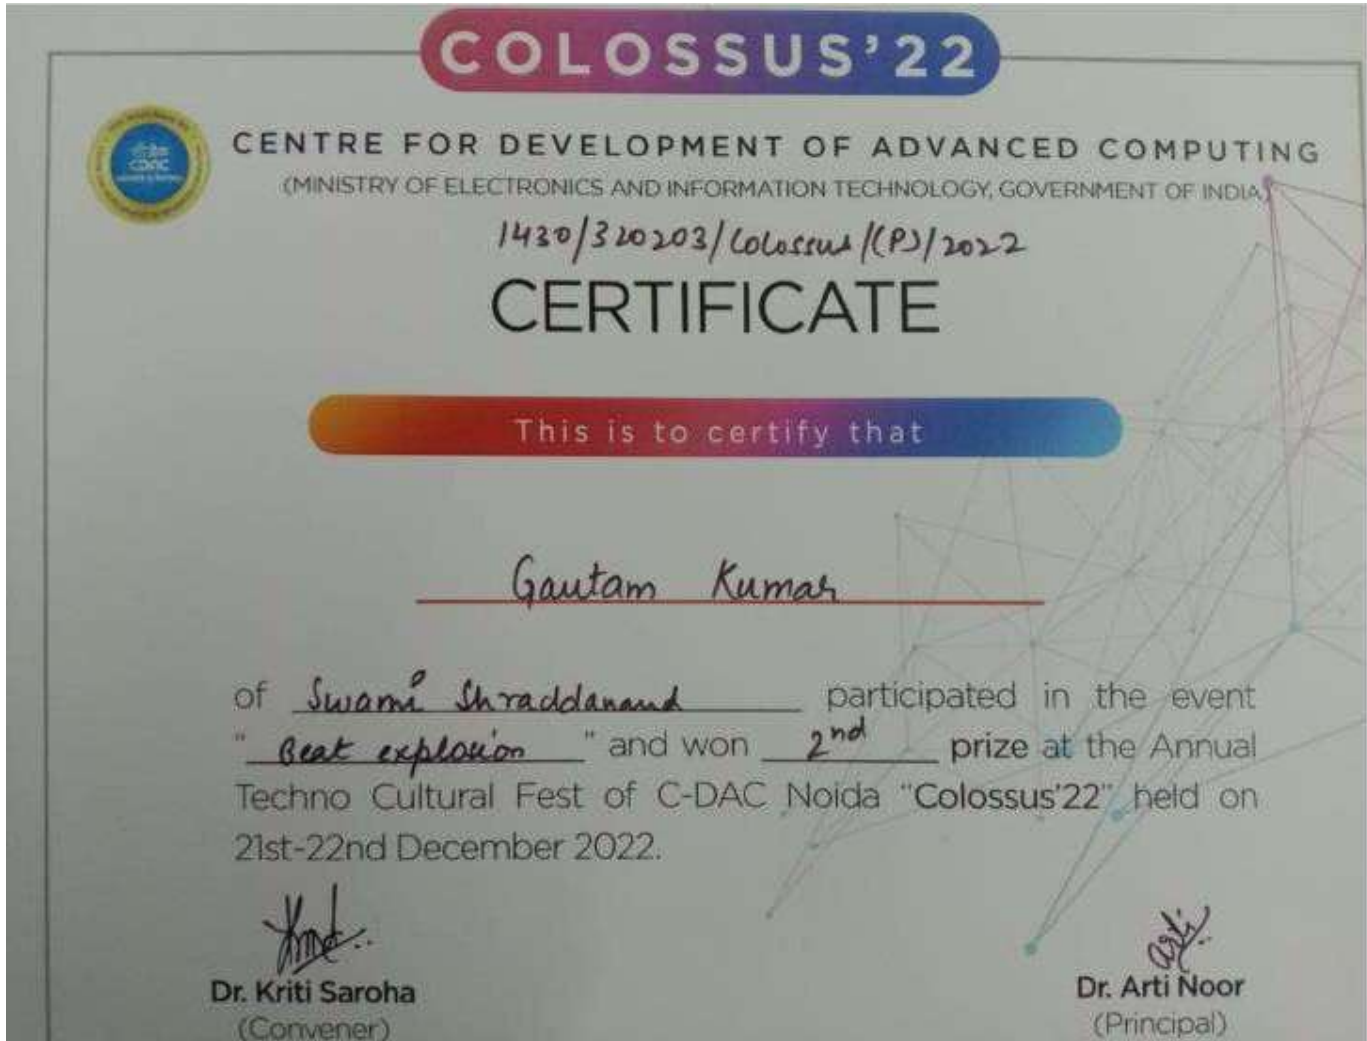 COLOSSUS'22
CENTRE FOR DEVELOPMENT OF ADVANCED COMPUTING
(MINISTRY OF ELECTRONICS AND INFORMATION TECHNOLOGY, GOVERNMENT OF INDIA)
CDAC
1430/320203/Colossus/(PJ/2022
CERTIFICATE
This is to certify that
Gautam Kumar
of Swami Shraddanand participated in the event
"Beat explosion" and won 2nd prize at the Annual
Techno Cultural Fest of C-DAC Noida "Colossus'22" held on
21st-22nd December 2022.
Dr. Kriti Saroha
(Convener)
Arti
Dr. Arti Noor
(Principal)